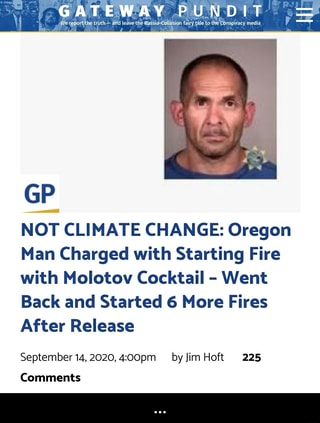 GATEWAY PUNDIT
We report the truth — and leave the Russia-Collusion fairy tale to the Conspiracy media
GP
NOT CLIMATE CHANGE: Oregon
Man Charged with Starting Fire
with Molotov Cocktail – Went
Back and Started 6 More Fires
After Release
September 14, 2020, 4:00pm by Jim Hoft 225
Comments
...